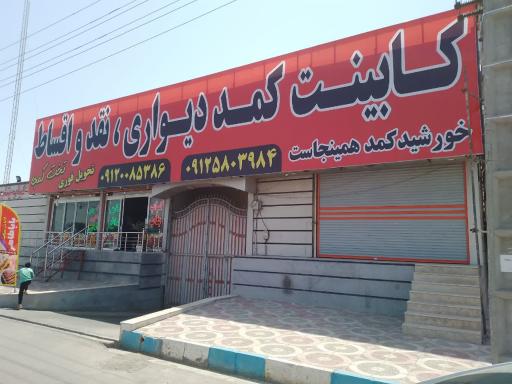 کابینت کمد دیواری، نقد و اقساط
خورشید کمد همینجاست
۰۹۱۲۵۸۰۳۹۸۴
۰۹۱۲۰۰۸۵۳۸۶
تحویل فوری